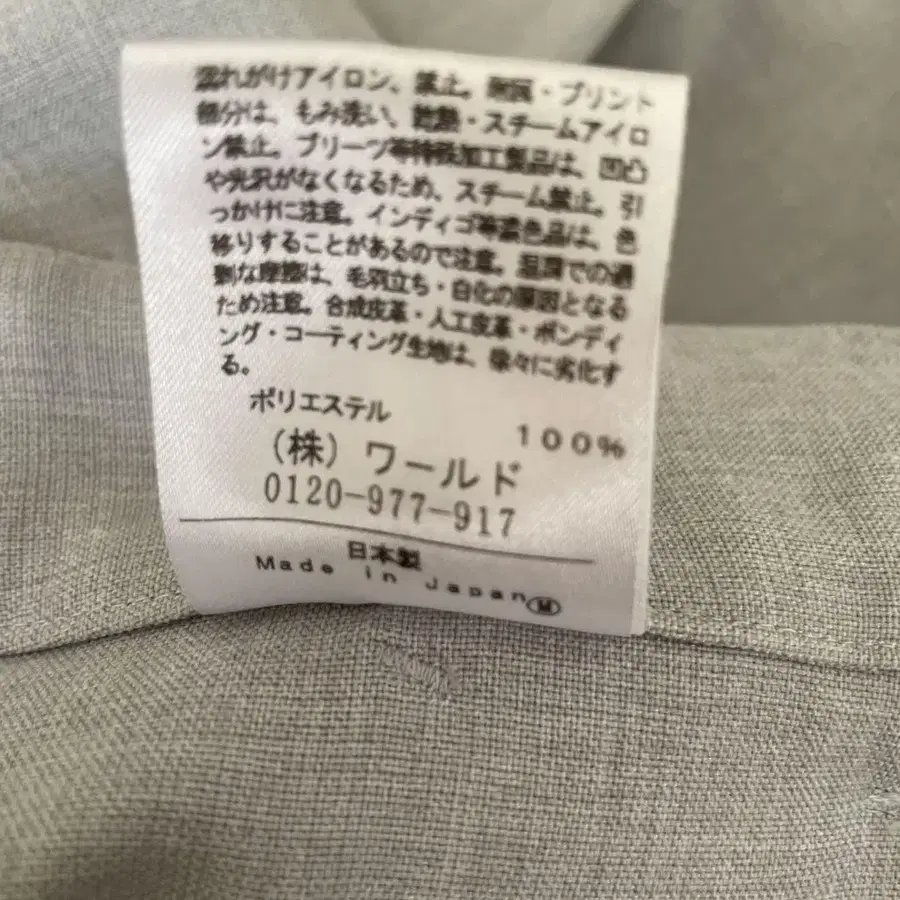 濡れがけアイロン、禁止。樹脂・プリント
部分は、もみ洗い、乾熱・スチームアイロ
ン禁止。プリーツ等特殊加工製品は、凹凸
や光沢がなくなるため、スチーム禁止。引
っかけに注意。インディゴ等濃色品は、色
移りすることがあるので注意。湿潤での過
剰な摩擦は、毛羽立ち・白化の原因となる
ため注意。合成皮革・人工皮革・ボンディ
ング・コーティング生地は、徐々に劣化す
る。
ポリエステル 100%
(株)ワールド
0120-977-917
日本製
Made in Japan Ⓜ